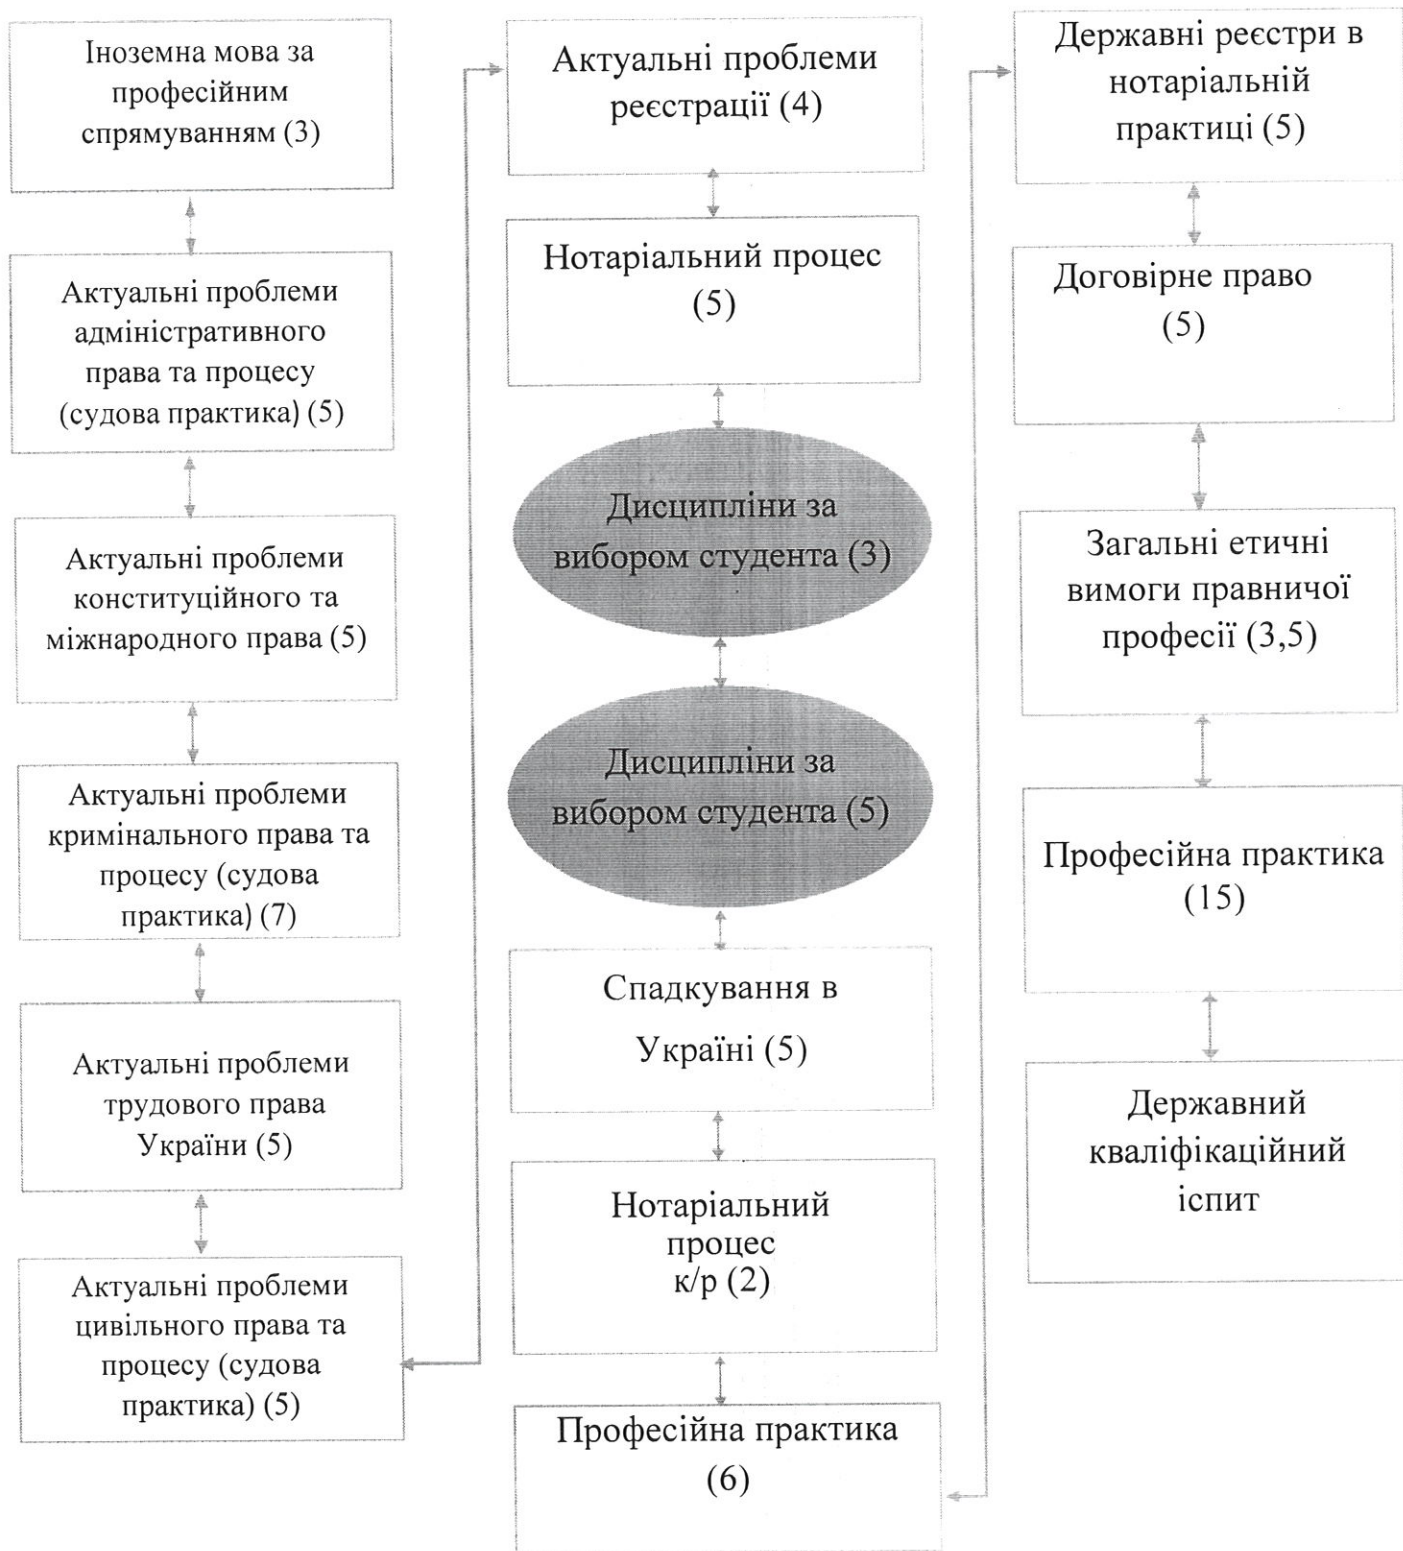 Іноземна мова за
професійним
спрямуванням (3)
Актуальні проблеми
адміністративного
права та процесу
(судова практика) (5)
Актуальні проблеми
конституційного та
міжнародного права (5)
Актуальні проблеми
кримінального права та
процесу (судова
практика) (7)
Актуальні проблеми
трудового права
України (5)
Актуальні проблеми
цивільного права та
процесу (судова
практика) (5)
Актуальні проблеми
реєстрації (4)
Нотаріальний процес
(5)
Дисципліни за
вибором студента (3)
Дисципліни за
вибором студента (5)
Спадкування в
Україні (5)
Нотаріальний
процес
к/р (2)
Професійна практика
(6)
Державні реєстри в
нотаріальній
практиці (5)
Договірне право
(5)
Загальні етичні
вимоги правничої
професії (3,5)
Професійна практика
(15)
Державний
кваліфікаційний
іспит